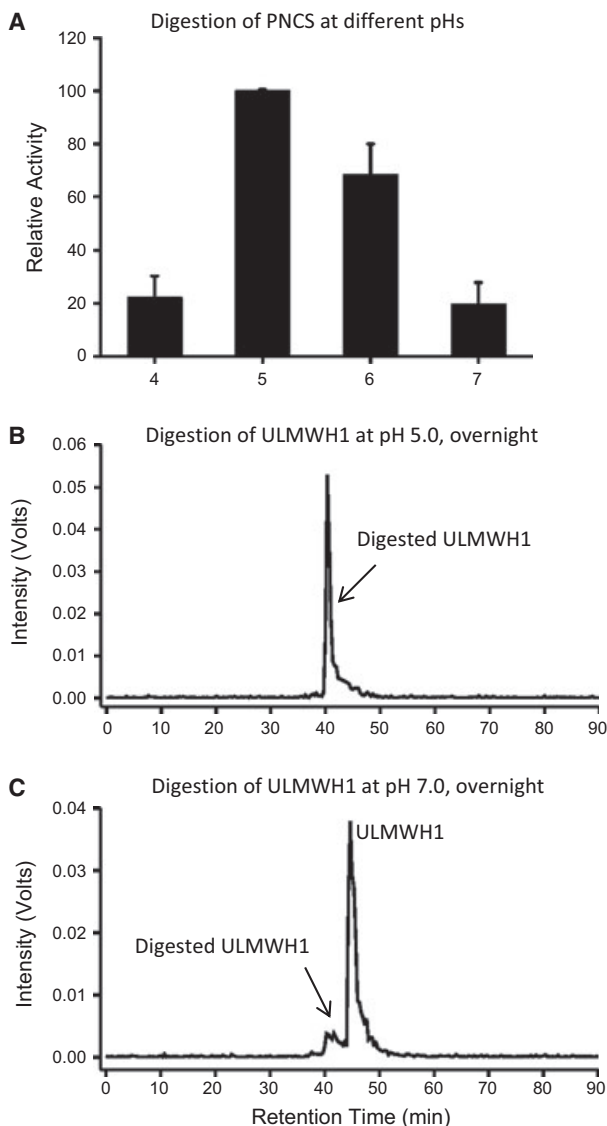 A
Digestion of PNCS at different pHs
Relative Activity
120
100
80
60
40
20
0
4 5 6 7
B
Digestion of ULMWH1 at pH 5.0, overnight
Intensity (Volts)
0.06
0.05
0.04
0.03
0.02
0.01
0.00
Digested ULMWH1
0 10 20 30 40 50 60 70 80 90
C
Digestion of ULMWH1 at pH 7.0, overnight
Intensity (Volts)
0.04
0.03
0.02
0.01
0.00
ULMWH1
Digested ULMWH1
0 10 20 30 40 50 60 70 80 90
Retention Time (min)